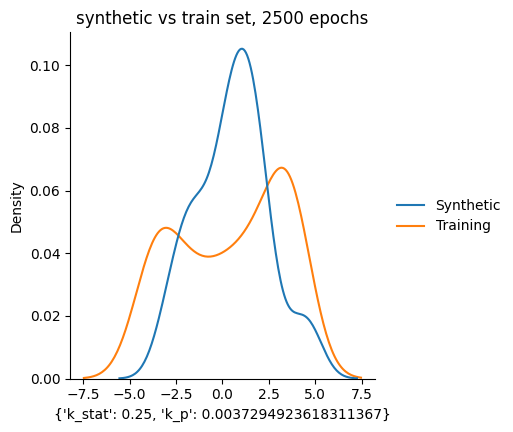 synthetic vs train set, 2500 epochs
0.10
0.08
0.06
0.04
0.02
0.00
Density
Synthetic
Training
−7.5 −5.0 −2.5 0.0 2.5 5.0 7.5
{'k_stat': 0.25, 'k_p': 0.0037294923618311367}